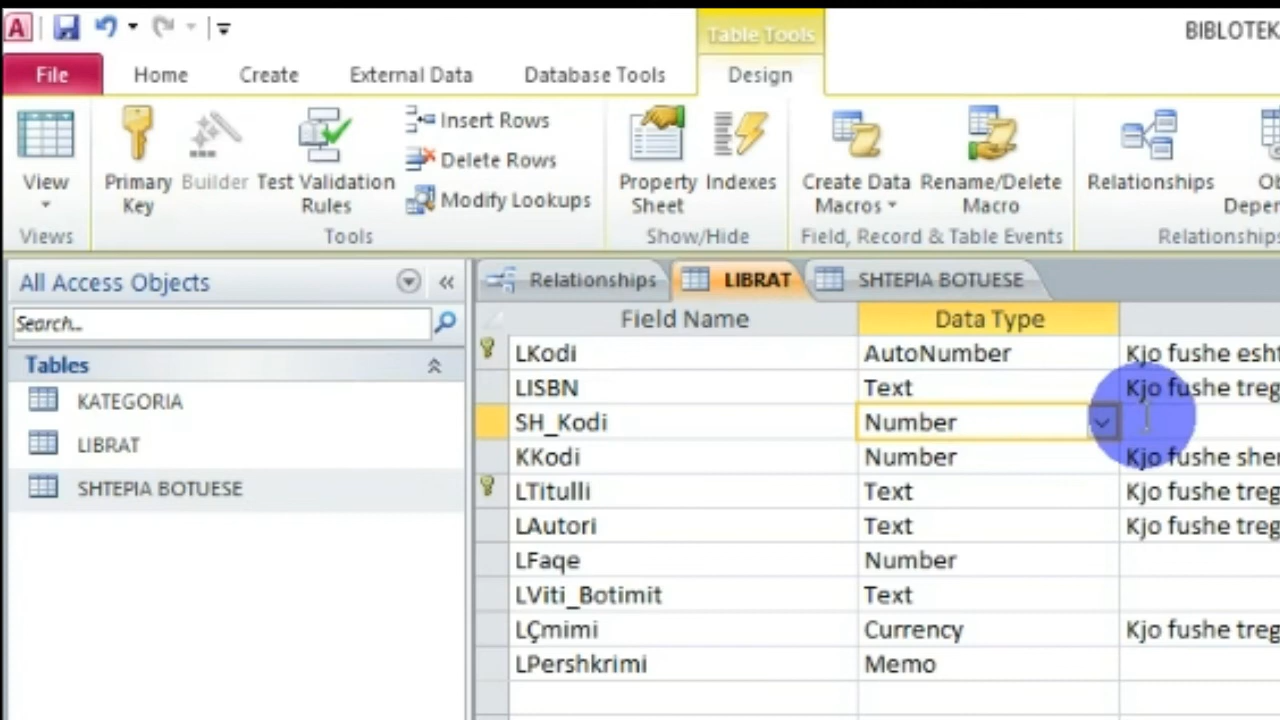 A
Table Tools
BIBLOTEK
File Home Create External Data Database Tools Design
View
Views
Primary Key
Builder
Test Validation Rules
Insert Rows
Delete Rows
Modify Lookups
Tools
Property Sheet
Indexes
Show/Hide
Create Data Macros
Rename/Delete Macro
Field, Record & Table Events
Relationships
Ob
Depen
Relationships
All Access Objects
Search...
Tables
KATEGORIA
LIBRAT
SHTEPIA BOTUESE
Relationships LIBRAT SHTEPIA BOTUESE
Field Name Data Type
LKodi AutoNumber Kjo fushe esht
LISBN Text Kjo fushe treg
SH_Kodi Number
KKodi Number Kjo fushe sher
LTitulli Text Kjo fushe treg
LAutori Text Kjo fushe treg
LFaqe Number
LViti_Botimit Text
LÇmimi Currency Kjo fushe treg
LPershkrimi Memo